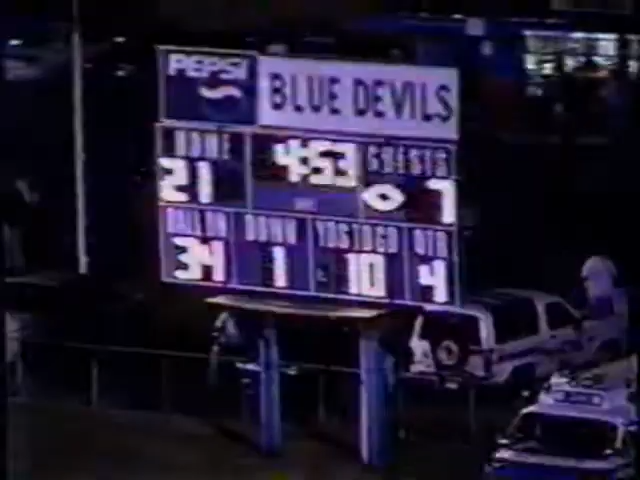 PEPSI
BLUE DEVILS
HOME 4:53 GUESTS
21 7
BALL ON DOWN YDS TO GO QTR
34 1 10 4